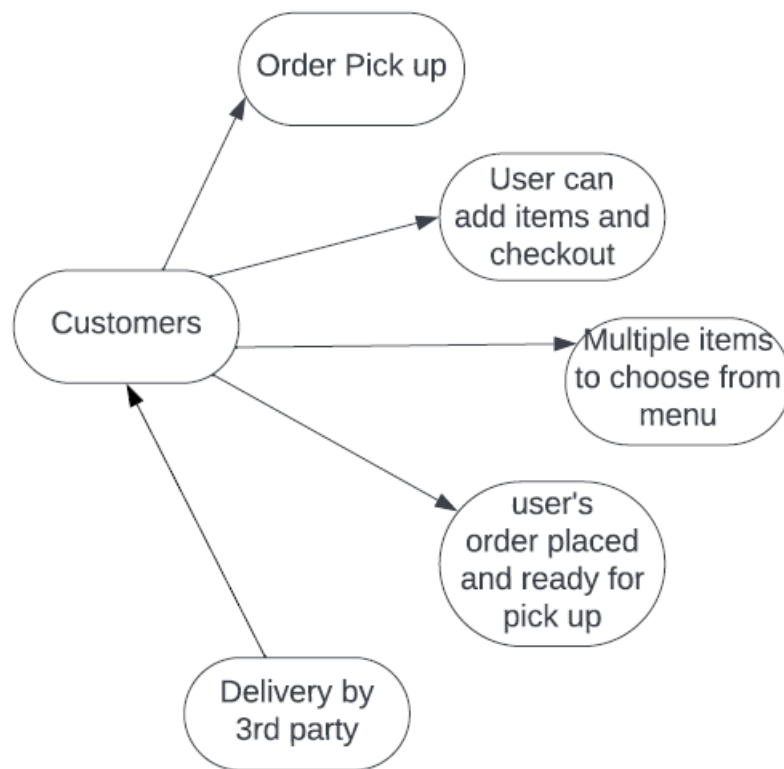 Order Pick up
User can
add items and
checkout
Customers
Multiple items
to choose from
menu
user's
order placed
and ready for
pick up
Delivery by
3rd party